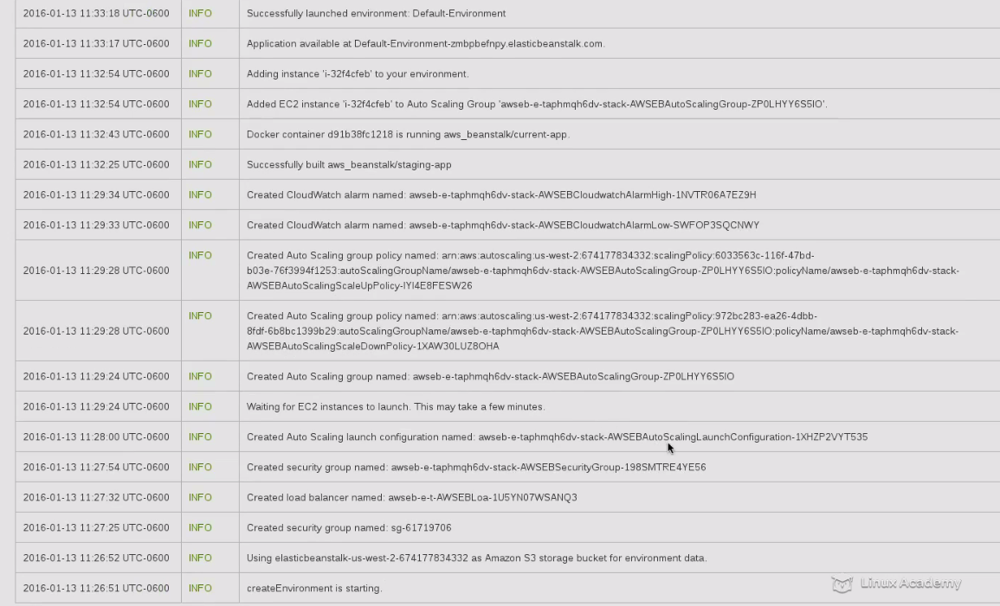 2016-01-13 11:33:18 UTC-0600 INFO Successfully launched environment: Default-Environment
2016-01-13 11:33:17 UTC-0600 INFO Application available at Default-Environment-zmbpbefnpy.elasticbeanstalk.com.
2016-01-13 11:32:54 UTC-0600 INFO Adding instance 'i-32f4cfeb' to your environment.
2016-01-13 11:32:54 UTC-0600 INFO Added EC2 instance 'i-32f4cfeb' to Auto Scaling Group 'awseb-e-taphmqh6dv-stack-AWSEBAutoScalingGroup-ZP0LHYY6S5IO'.
2016-01-13 11:32:43 UTC-0600 INFO Docker container d91b38fc1218 is running aws_beanstalk/current-app.
2016-01-13 11:32:25 UTC-0600 INFO Successfully built aws_beanstalk/staging-app
2016-01-13 11:29:34 UTC-0600 INFO Created CloudWatch alarm named: awseb-e-taphmqh6dv-stack-AWSEBCloudwatchAlarmHigh-1NVTR06A7EZ9H
2016-01-13 11:29:33 UTC-0600 INFO Created CloudWatch alarm named: awseb-e-taphmqh6dv-stack-AWSEBCloudwatchAlarmLow-SWFOP3SQCNWY
2016-01-13 11:29:28 UTC-0600 INFO Created Auto Scaling group policy named: arn:aws:autoscaling:us-west-2:674177834332:scalingPolicy:6033563c-116f-47bd-
b03e-76f3994f1253:autoScalingGroupName/awseb-e-taphmqh6dv-stack-AWSEBAutoScalingGroup-ZP0LHYY6S5IO:policyName/awseb-e-taphmqh6dv-stack-
AWSEBAutoScalingScaleUpPolicy-IYI4E8FESW26
2016-01-13 11:29:28 UTC-0600 INFO Created Auto Scaling group policy named: arn:aws:autoscaling:us-west-2:674177834332:scalingPolicy:972bc283-ea26-4dbb-
8fdf-6b8bc1399b29:autoScalingGroupName/awseb-e-taphmqh6dv-stack-AWSEBAutoScalingGroup-ZP0LHYY6S5IO:policyName/awseb-e-taphmqh6dv-stack-
AWSEBAutoScalingScaleDownPolicy-1XAW30LUZ8OHA
2016-01-13 11:29:24 UTC-0600 INFO Created Auto Scaling group named: awseb-e-taphmqh6dv-stack-AWSEBAutoScalingGroup-ZP0LHYY6S5IO
2016-01-13 11:29:24 UTC-0600 INFO Waiting for EC2 instances to launch. This may take a few minutes.
2016-01-13 11:28:00 UTC-0600 INFO Created Auto Scaling launch configuration named: awseb-e-taphmqh6dv-stack-AWSEBAutoScalingLaunchConfiguration-1XHZP2VYT535
2016-01-13 11:27:54 UTC-0600 INFO Created security group named: awseb-e-taphmqh6dv-stack-AWSEBSecurityGroup-198SMTRE4YE56
2016-01-13 11:27:32 UTC-0600 INFO Created load balancer named: awseb-e-t-AWSEBLoa-1U5YN07WSANQ3
2016-01-13 11:27:25 UTC-0600 INFO Created security group named: sg-61719706
2016-01-13 11:26:52 UTC-0600 INFO Using elasticbeanstalk-us-west-2-674177834332 as Amazon S3 storage bucket for environment data.
2016-01-13 11:26:51 UTC-0600 INFO createEnvironment is starting.
Linux Academy